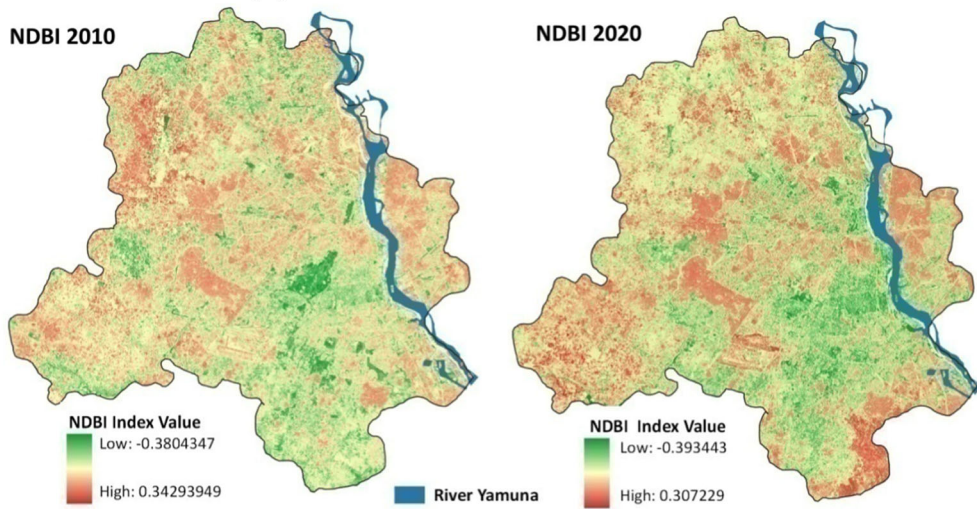 NDBI 2010
NDBI 2020
NDBI Index Value
Low: -0.3804347
High: 0.34293949
River Yamuna
NDBI Index Value
Low: -0.393443
High: 0.307229